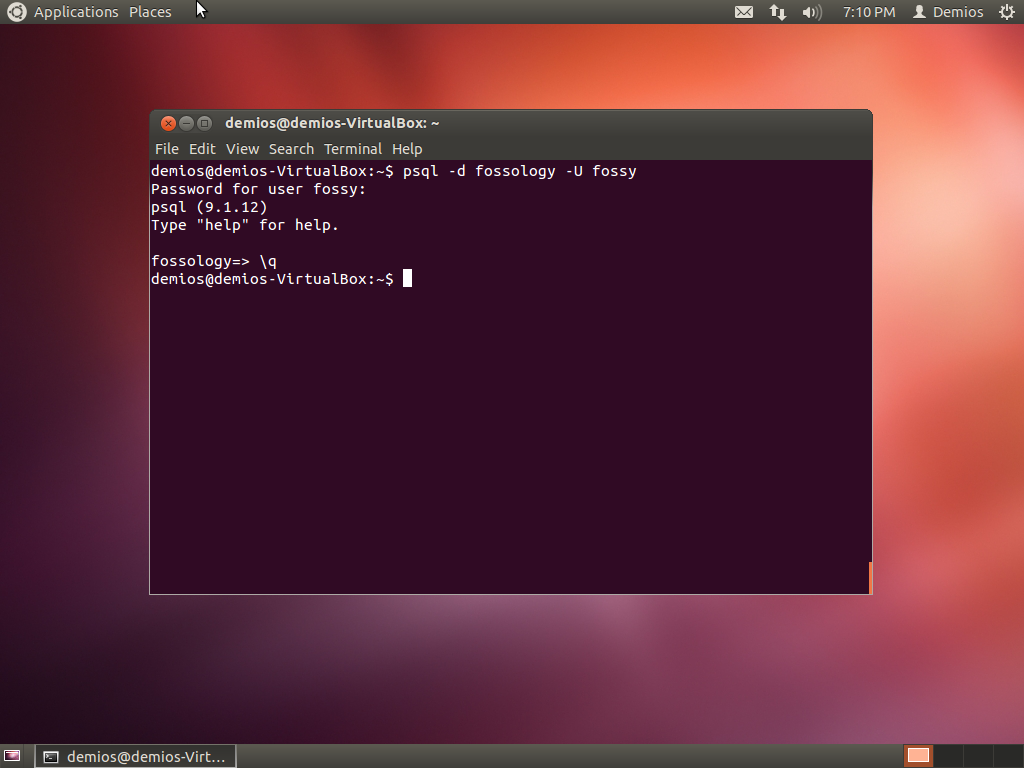 Applications Places 7:10 PM Demios
demios@demios-VirtualBox: ~
File Edit View Search Terminal Help
demios@demios-VirtualBox:~$ psql -d fossology -U fossy
Password for user fossy:
psql (9.1.12)
Type "help" for help.
fossology=> \q
demios@demios-VirtualBox:~$
demios@demios-Virt...